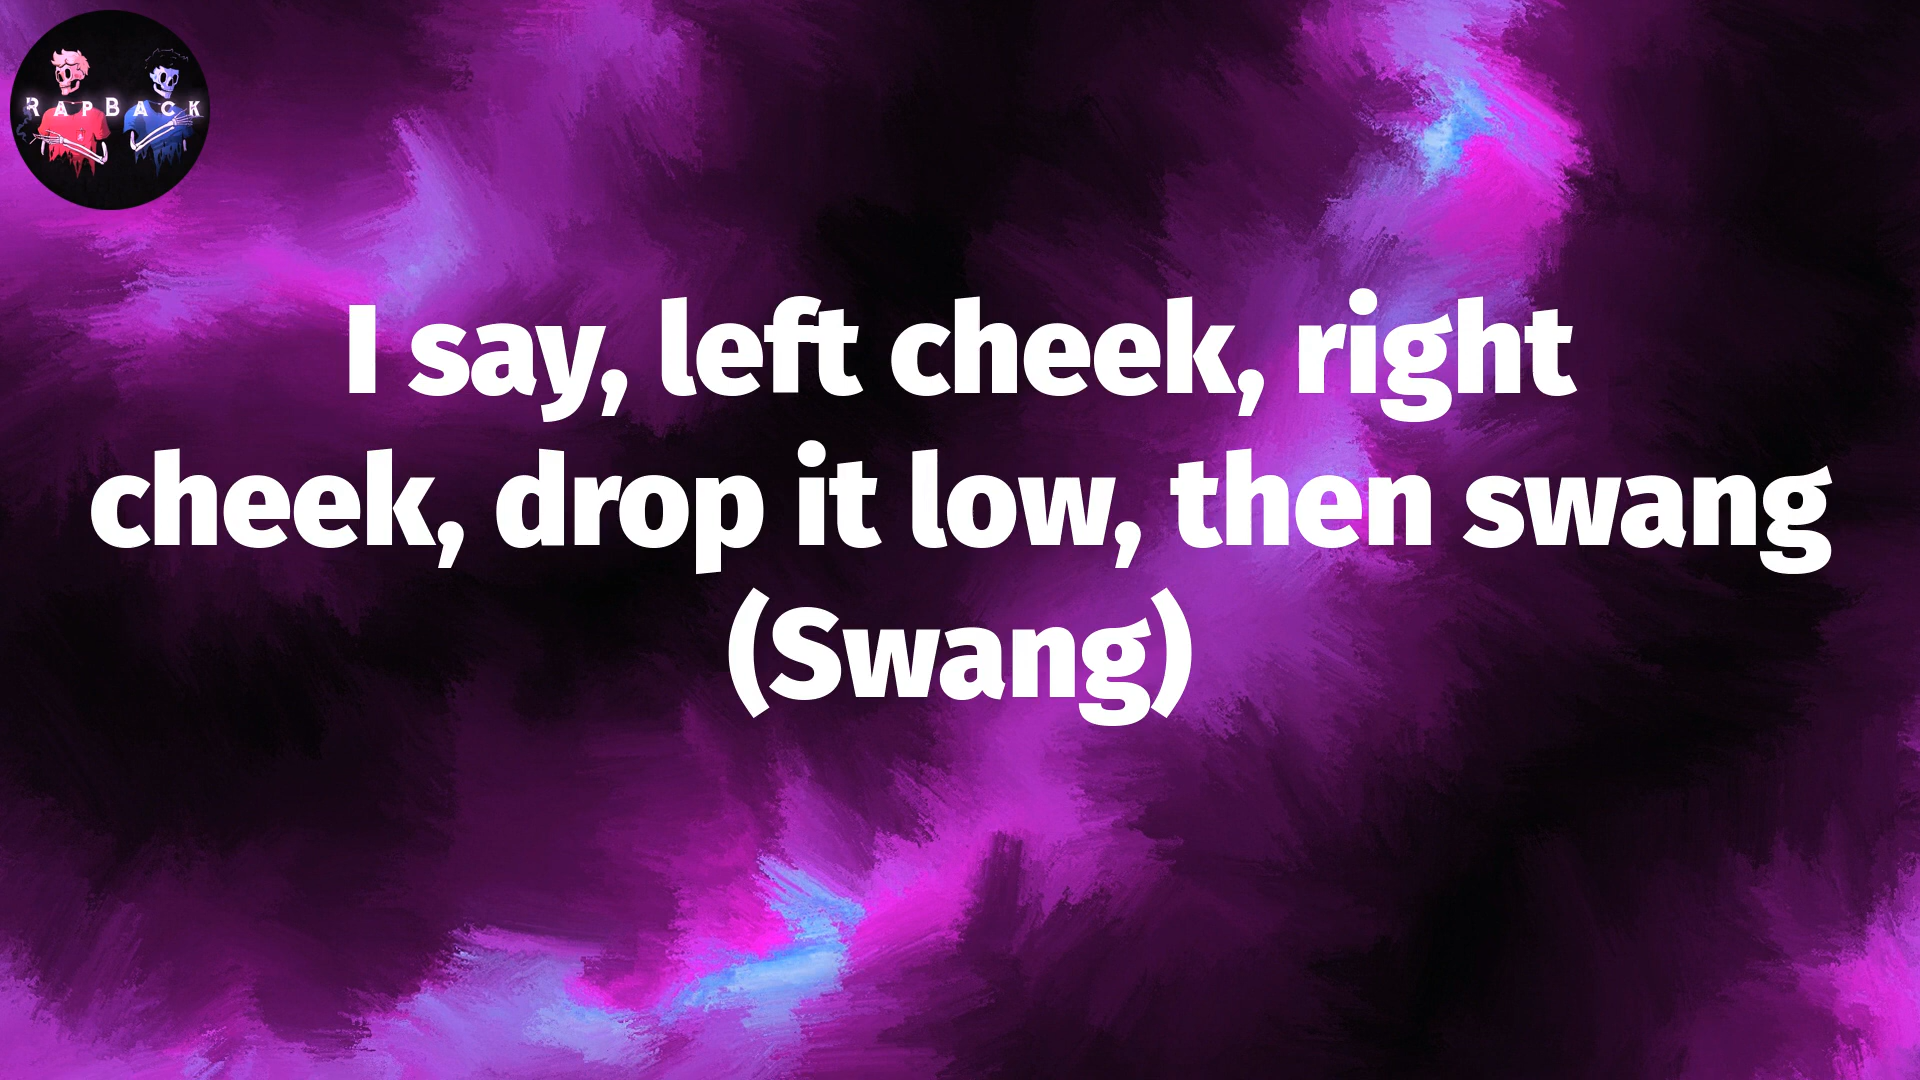 RAPBACK
I say, left cheek, right
cheek, drop it low, then swang
(Swang)